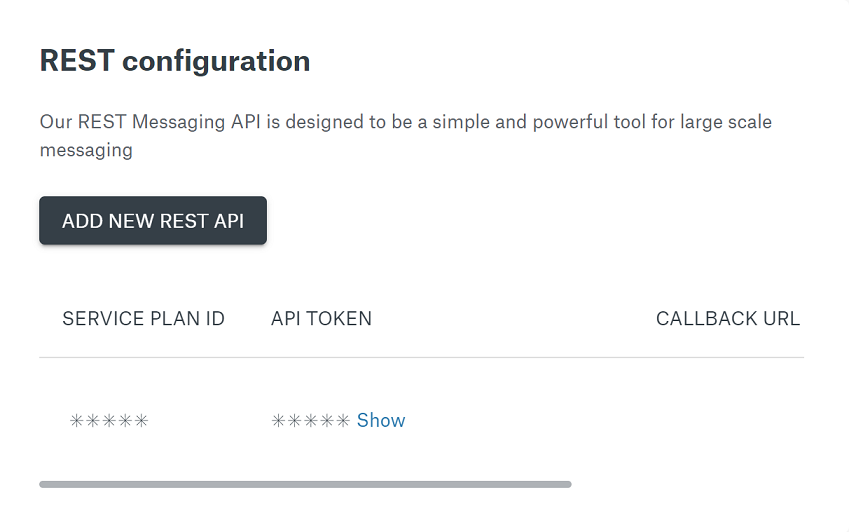 REST configuration
Our REST Messaging API is designed to be a simple and powerful tool for large scale
messaging
ADD NEW REST API
SERVICE PLAN ID API TOKEN CALLBACK URL
✳✳✳✳✳ ✳✳✳✳✳ Show